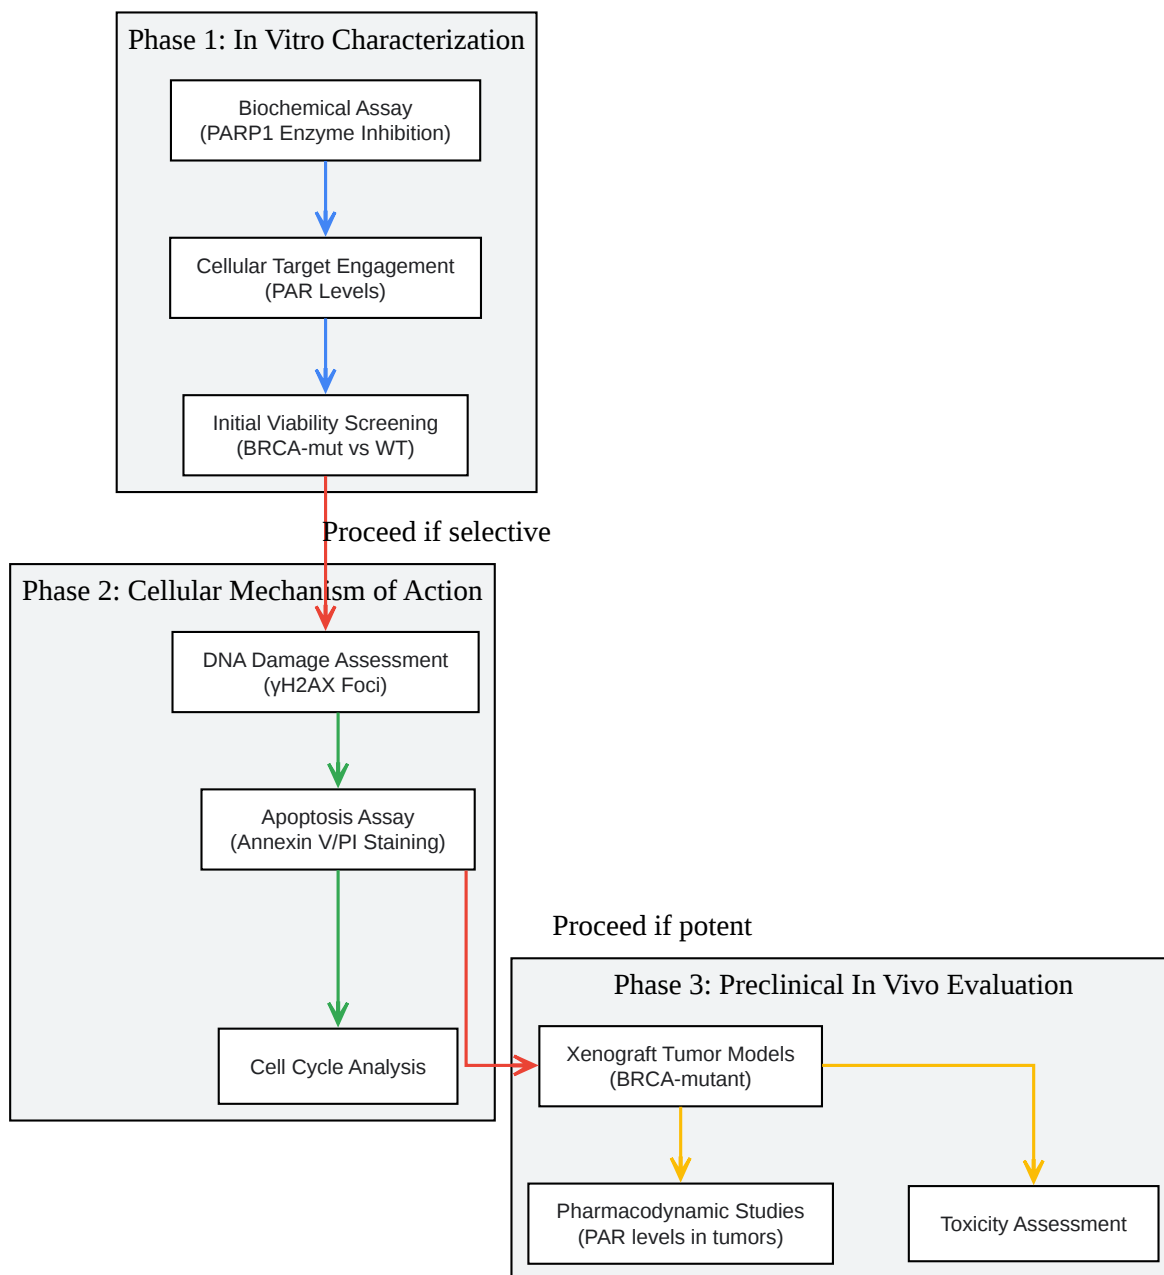 Phase 1: In Vitro Characterization
Biochemical Assay
(PARP1 Enzyme Inhibition)
Cellular Target Engagement
(PAR Levels)
Initial Viability Screening
(BRCA-mut vs WT)
Proceed if selective
Phase 2: Cellular Mechanism of Action
DNA Damage Assessment
(γH2AX Foci)
Apoptosis Assay
(Annexin V/PI Staining)
Cell Cycle Analysis
Proceed if potent
Phase 3: Preclinical In Vivo Evaluation
Xenograft Tumor Models
(BRCA-mutant)
Pharmacodynamic Studies
(PAR levels in tumors)
Toxicity Assessment